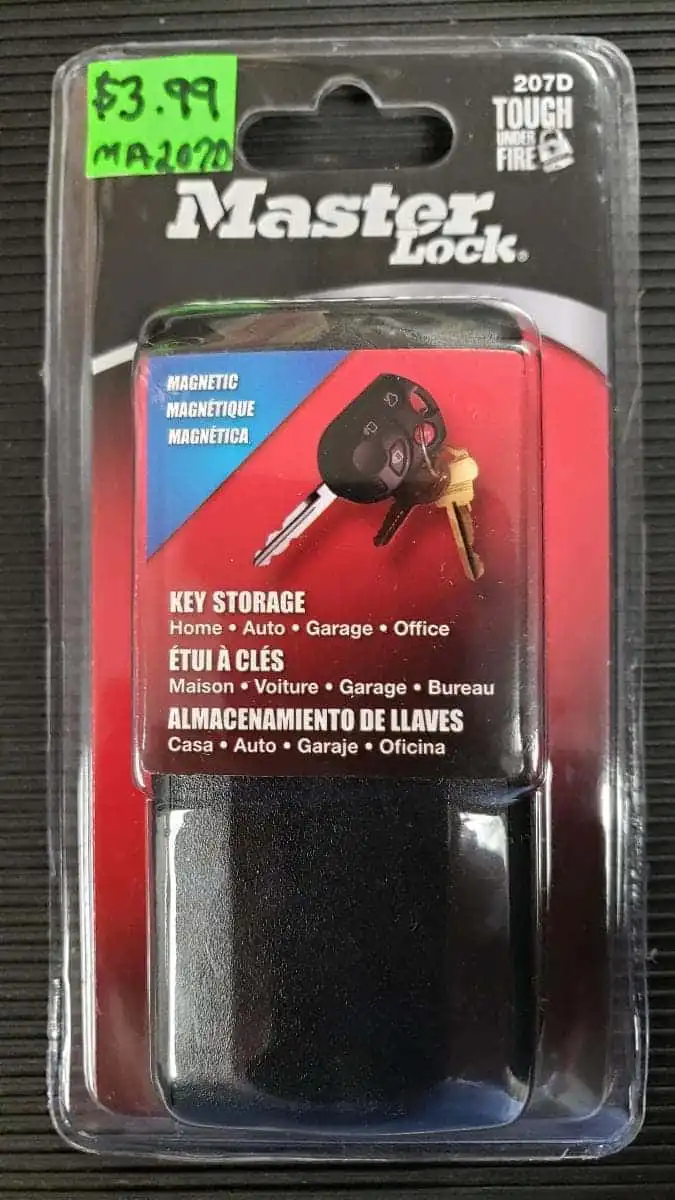 $3.99
MA207D
207D
TOUGH
UNDER
FIRE
Master
Lock®
MAGNETIC
MAGNÉTIQUE
MAGNÉTICA
KEY STORAGE
Home • Auto • Garage • Office
ÉTUI À CLÉS
Maison • Voiture • Garage • Bureau
ALMACENAMIENTO DE LLAVES
Casa • Auto • Garaje • Oficina